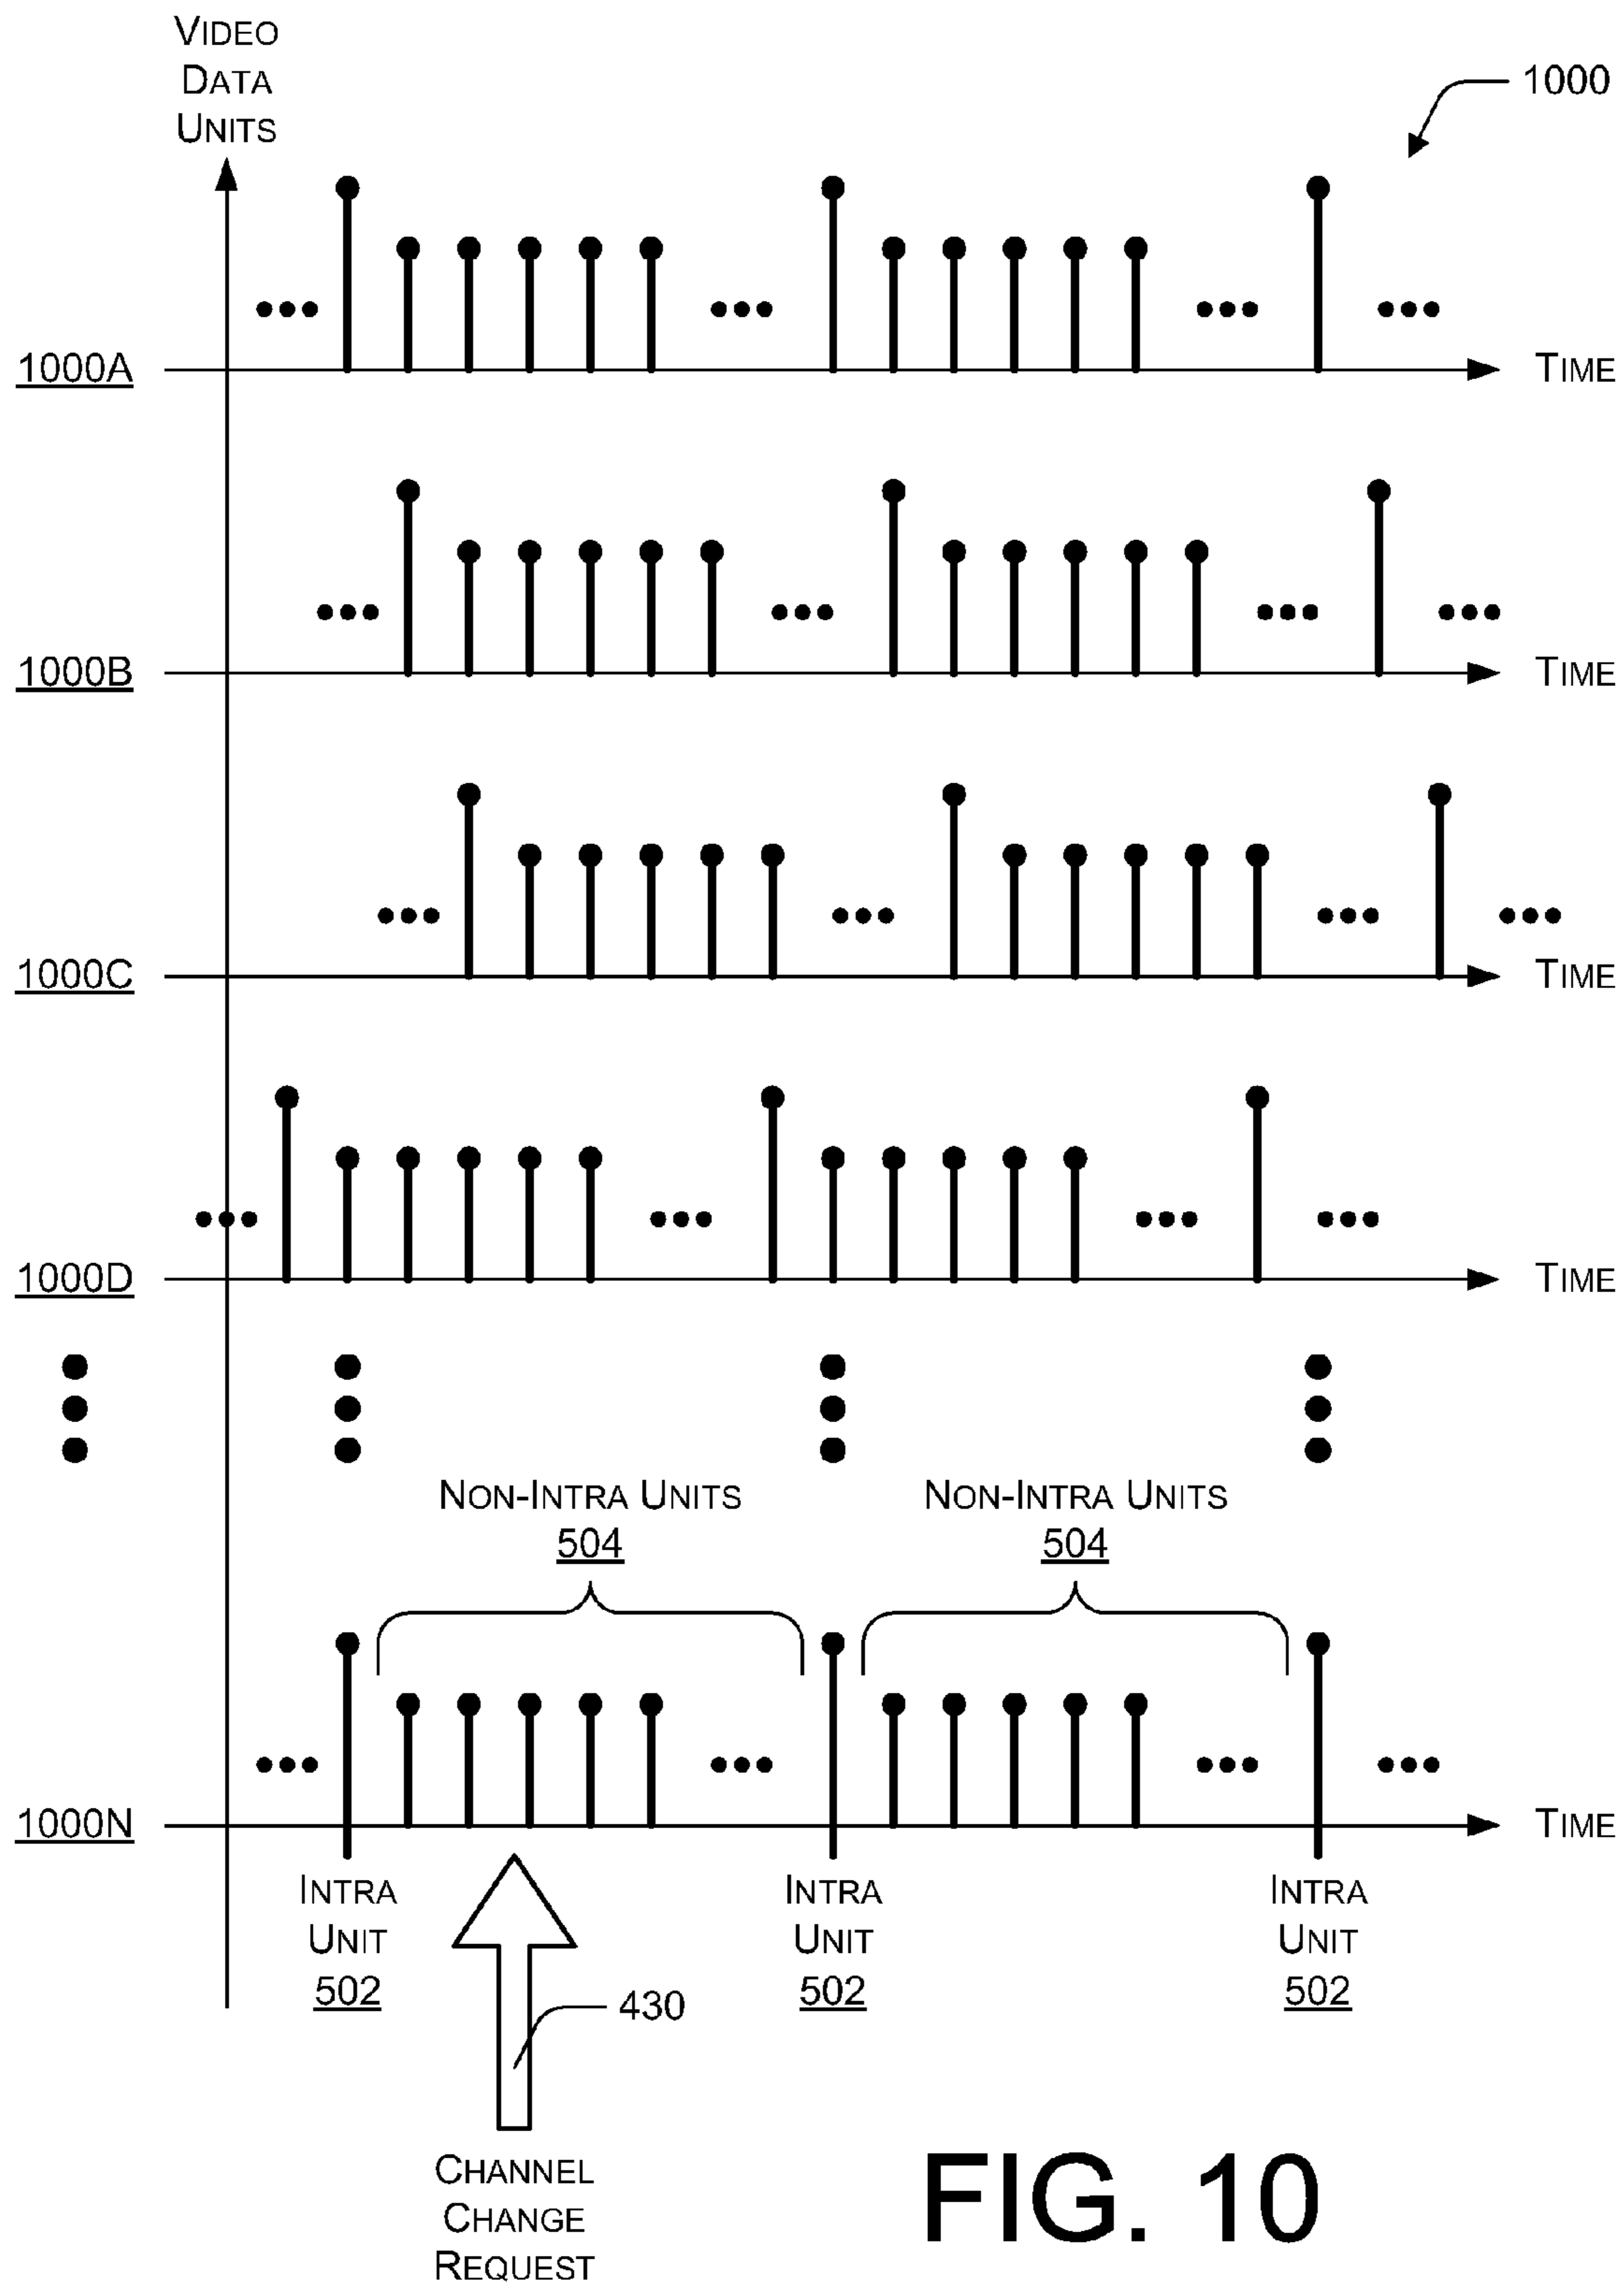 VIDEO
DATA
UNITS
1000
1000A
TIME
1000B
TIME
1000C
TIME
1000D
TIME
NON-INTRA UNITS
504
NON-INTRA UNITS
504
1000N
TIME
INTRA
UNIT
502
INTRA
UNIT
502
INTRA
UNIT
502
430
CHANNEL
CHANGE
REQUEST
FIG. 10